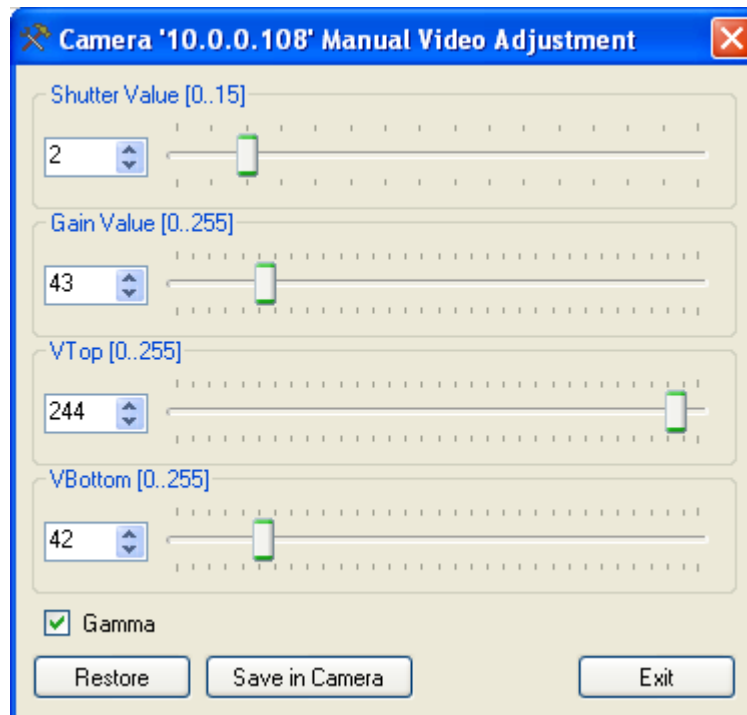 Camera '10.0.0.108' Manual Video Adjustment
Shutter Value [0..15]
2
Gain Value [0..255]
43
VTop [0..255]
244
VBottom [0..255]
42
Gamma
Restore Save in Camera Exit